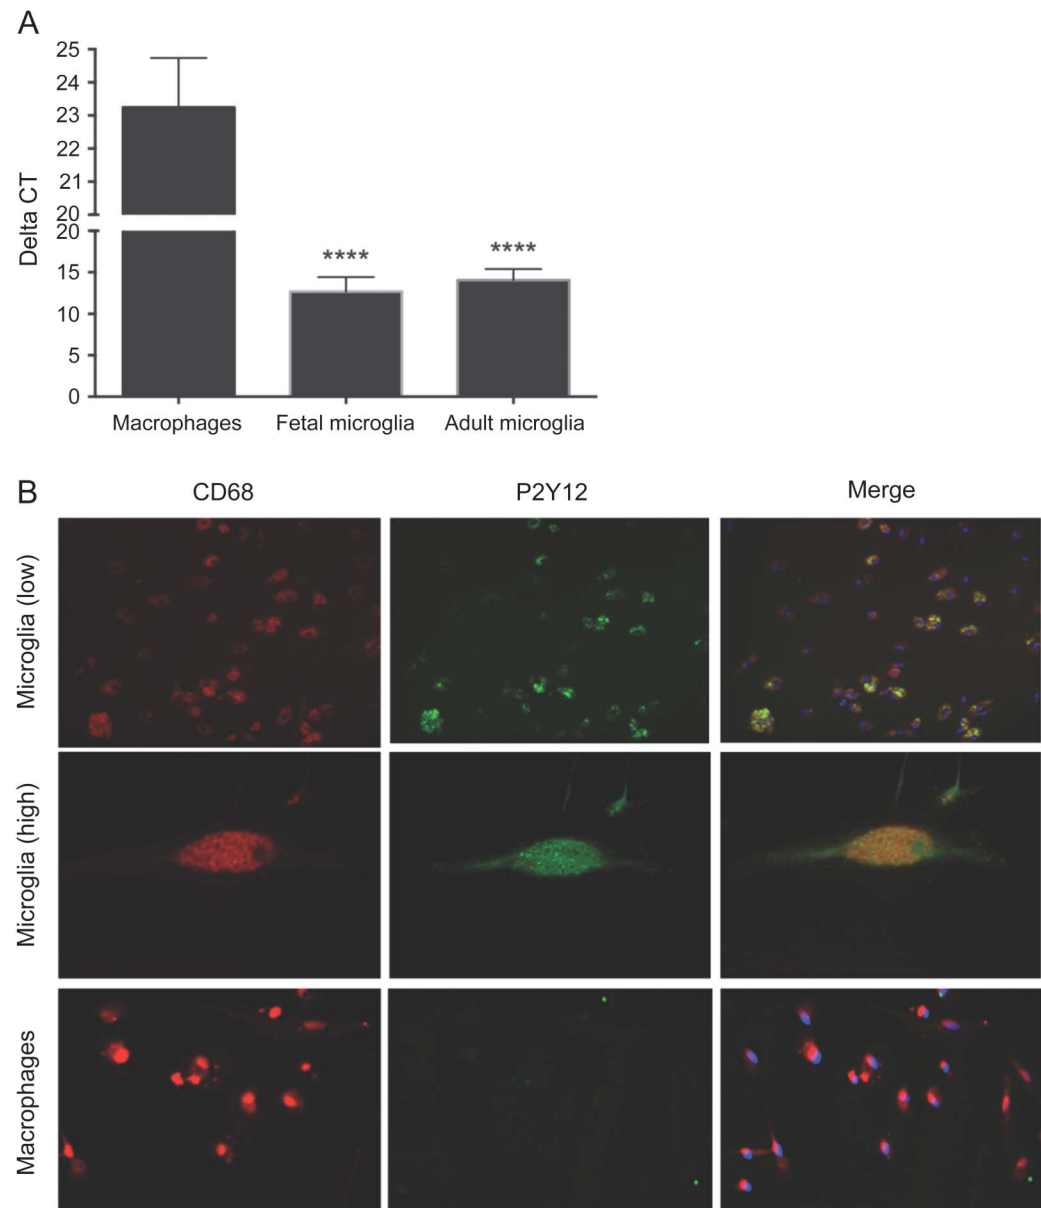 A
Delta CT
25
24
23
22
21
20
20
15
10
5
0
****
****
Macrophages
Fetal microglia
Adult microglia
B
CD68
P2Y12
Merge
Microglia (low)
Microglia (high)
Macrophages